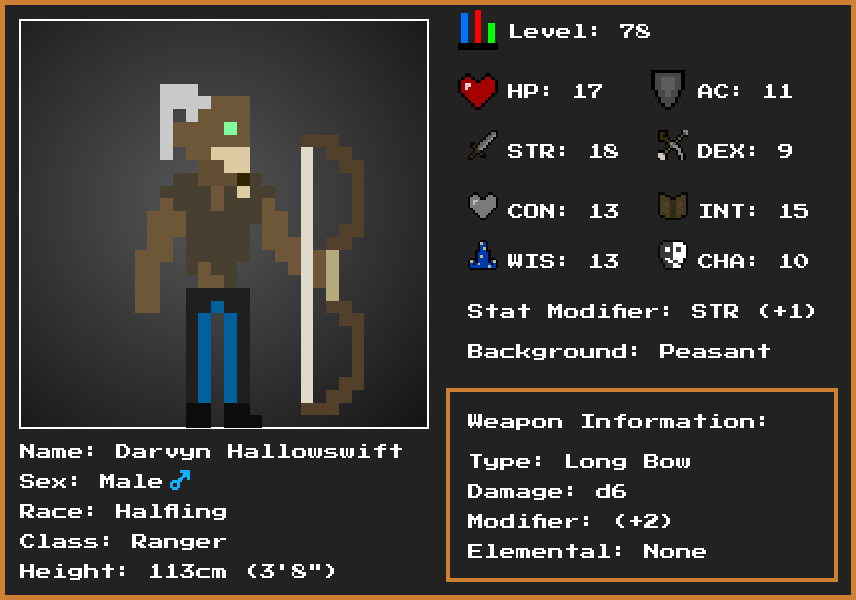 Level: 78
HP: 17 AC: 11
STR: 18 DEX: 9
CON: 13 INT: 15
WIS: 13 CHA: 10
Stat Modifier: STR (+1)
Background: Peasant
Weapon Information:
Type: Long Bow
Damage: d6
Modifier: (+2)
Elemental: None
Name: Darvyn Hallowswift
Sex: Male ♂
Race: Halfling
Class: Ranger
Height: 113cm (3'8")